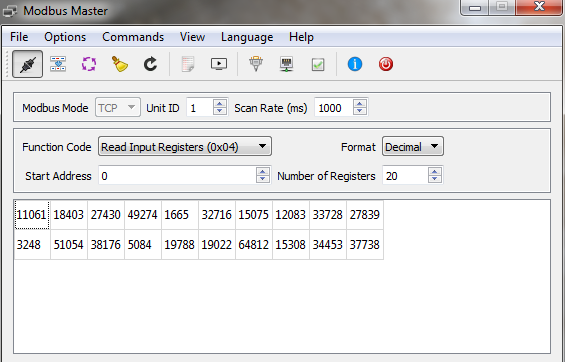 Modbus Master
File Options Commands View Language Help
Modbus Mode TCP Unit ID 1 Scan Rate (ms) 1000
Function Code Read Input Registers (0x04) Format Decimal
Start Address 0 Number of Registers 20
11061 18403 27430 49274 1665 32716 15075 12083 33728 27839
3248 51054 38176 5084 19788 19022 64812 15308 34453 37738